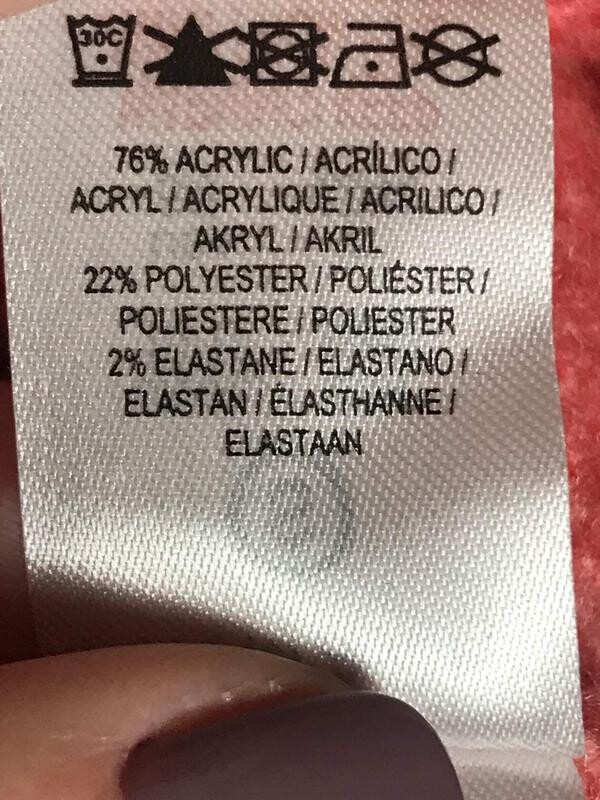 30C
76% ACRYLIC / ACRÍLICO /
ACRYL / ACRYLIQUE / ACRILICO /
AKRYL / AKRIL
22% POLYESTER / POLIÉSTER /
POLIESTERE / POLIESTER
2% ELASTANE / ELASTANO /
ELASTAN / ÉLASTHANNE /
ELASTAAN